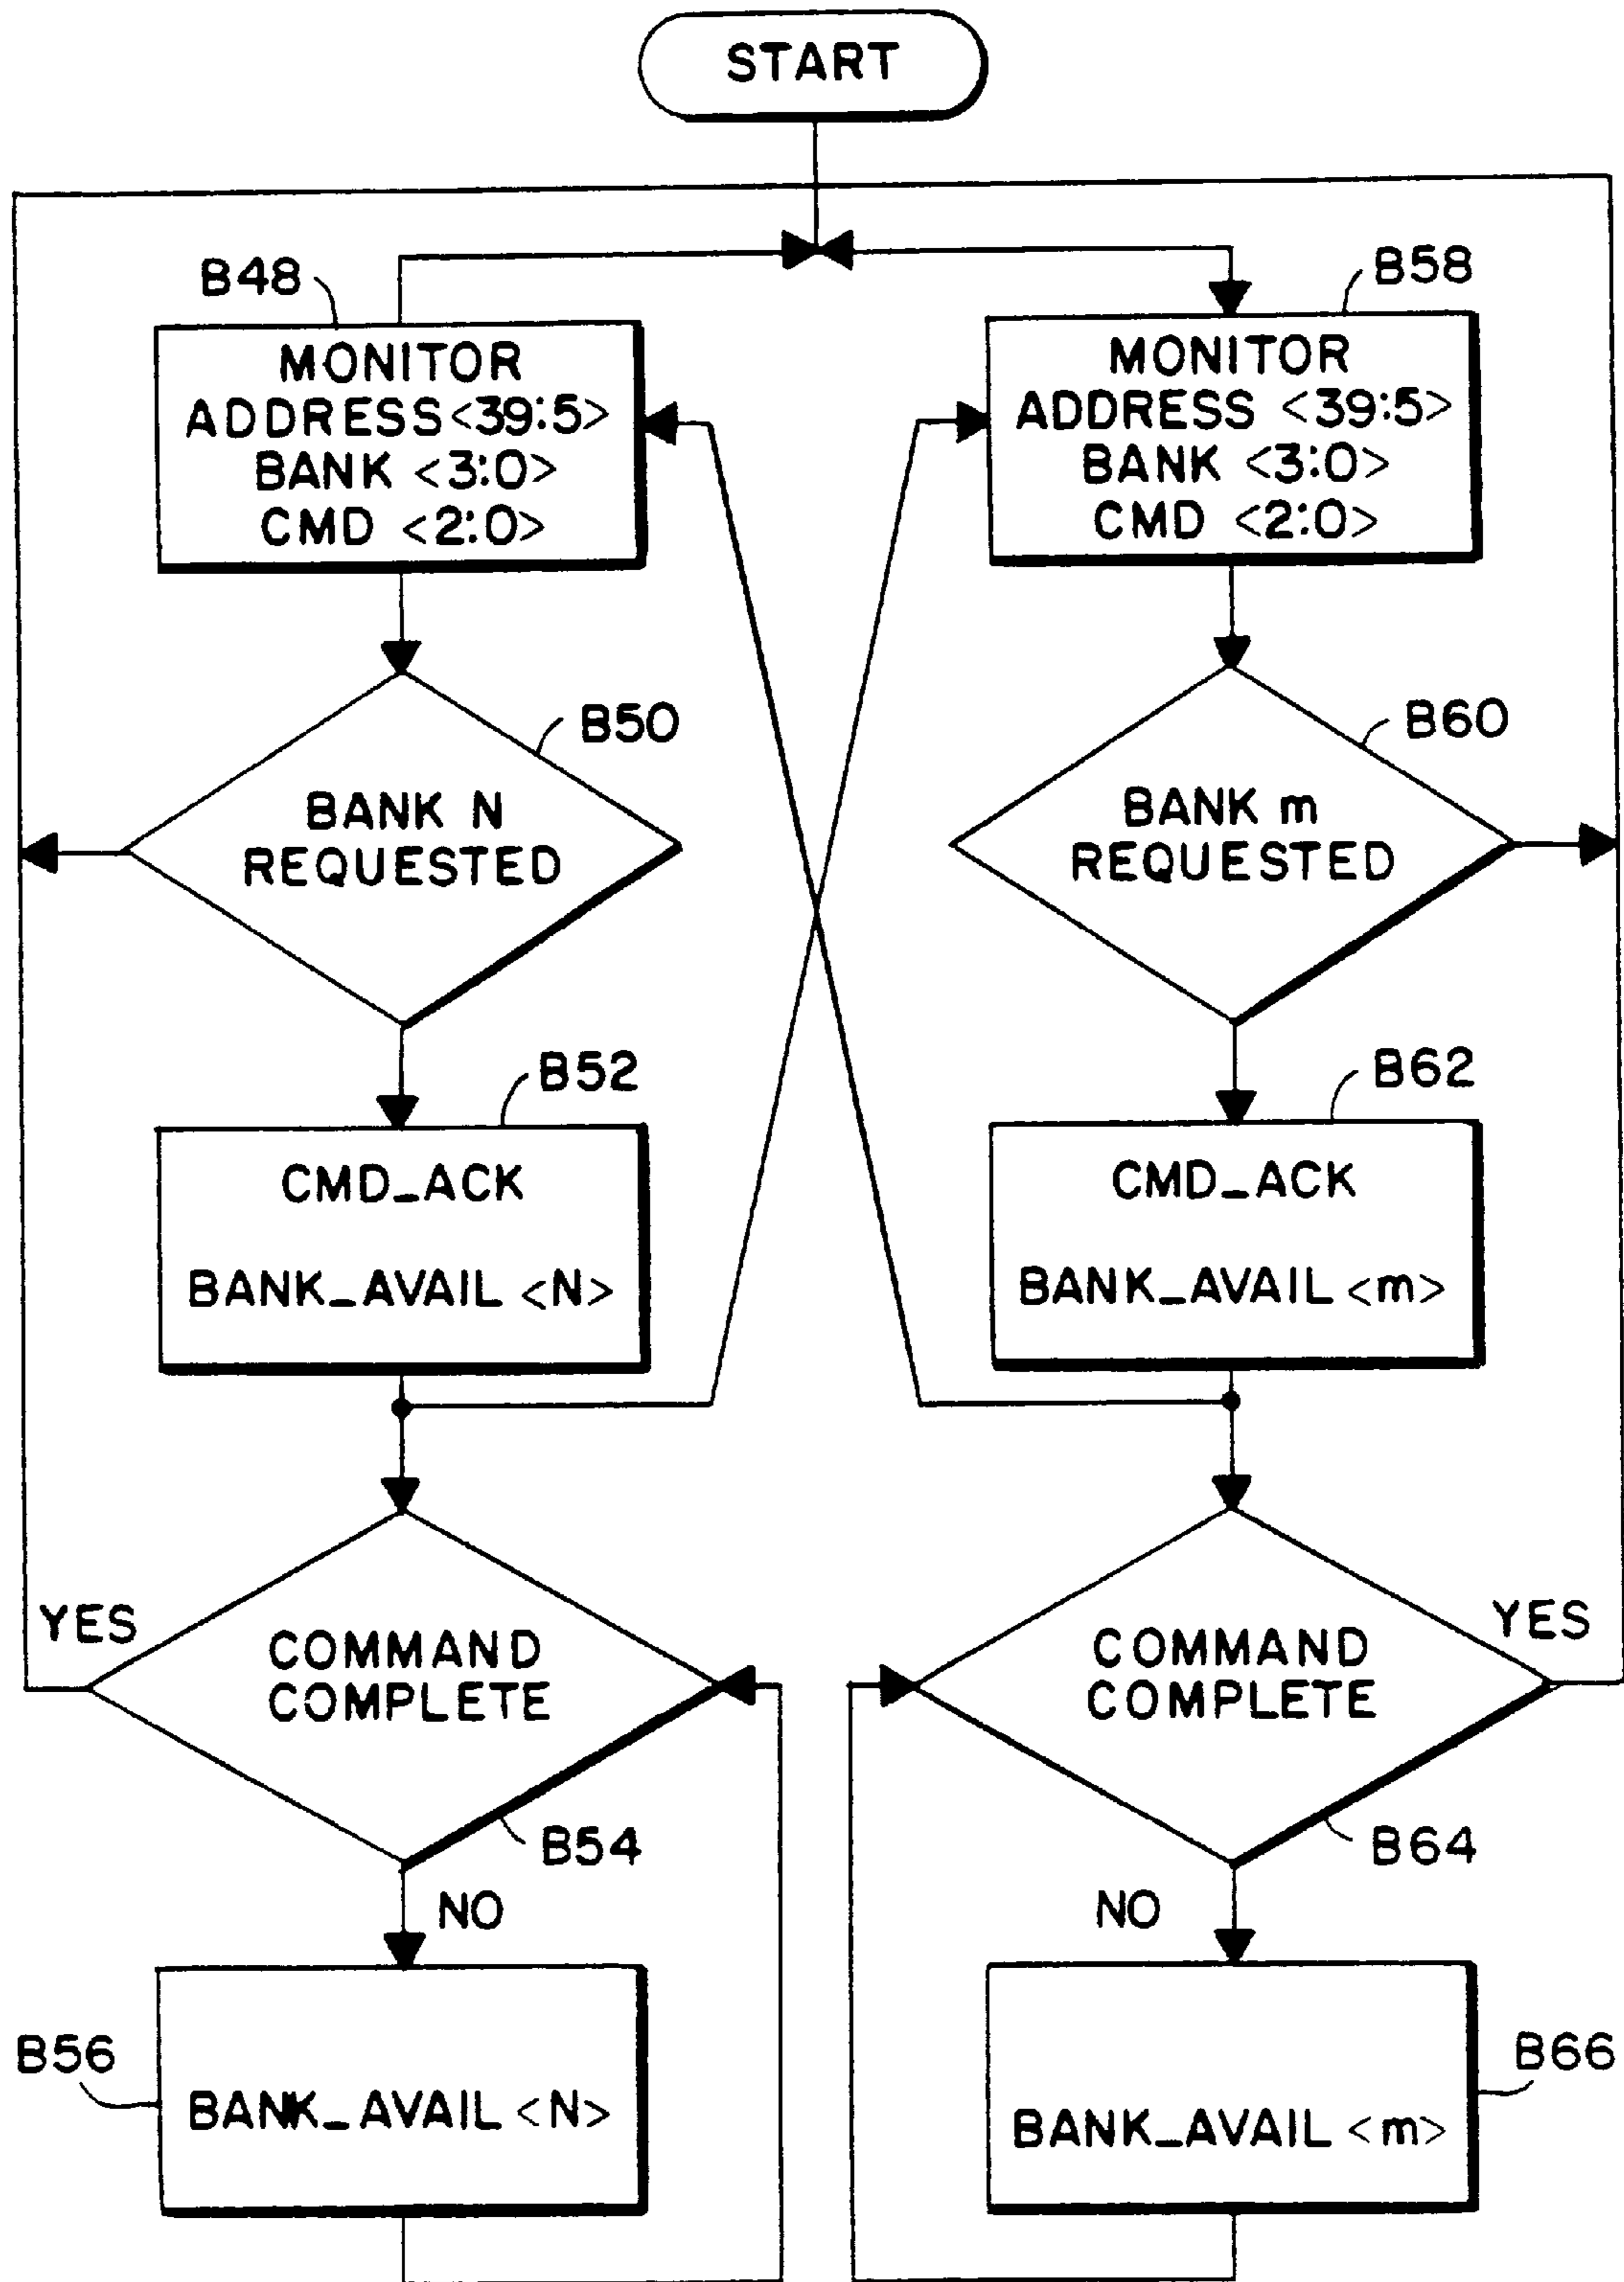 START
B48
MONITOR
ADDRESS <39:5>
BANK <3:0>
CMD <2:0>
B58
MONITOR
ADDRESS <39:5>
BANK <3:0>
CMD <2:0>
B50
BANK N
REQUESTED
B60
BANK m
REQUESTED
B52
CMD_ACK
BANK_AVAIL <N>
B62
CMD_ACK
BANK_AVAIL <m>
YES
COMMAND
COMPLETE
B54
NO
YES
COMMAND
COMPLETE
B64
NO
B56
BANK_AVAIL <N>
B66
BANK_AVAIL <m>